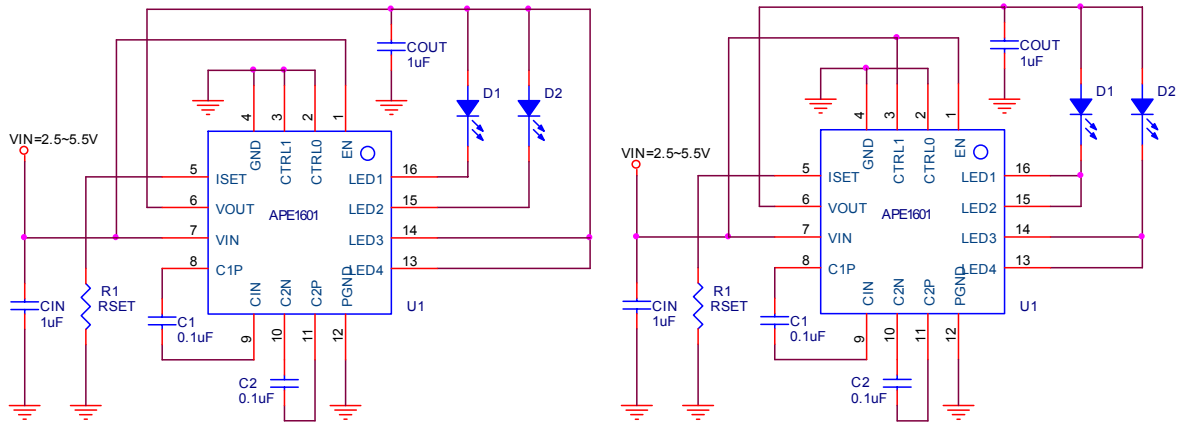 COUT
1uF
D1
D2
4
3
2
1
GND
CTRL1
CTRL0
EN
VIN=2.5~5.5V
5
ISET
LED1
16
6
VOUT
APE1601
LED2
15
7
VIN
LED3
14
8
C1P
LED4
13
CIN
C2N
C2P
PGND
U1
R1
RSET
CIN
1uF
C1
0.1uF
9
10
11
12
C2
0.1uF
COUT
1uF
D1
D2
4
3
2
1
GND
CTRL1
CTRL0
EN
VIN=2.5~5.5V
5
ISET
LED1
16
6
VOUT
APE1601
LED2
15
7
VIN
LED3
14
8
C1P
LED4
13
CIN
C2N
C2P
PGND
U1
R1
RSET
CIN
1uF
C1
0.1uF
9
10
11
12
C2
0.1uF